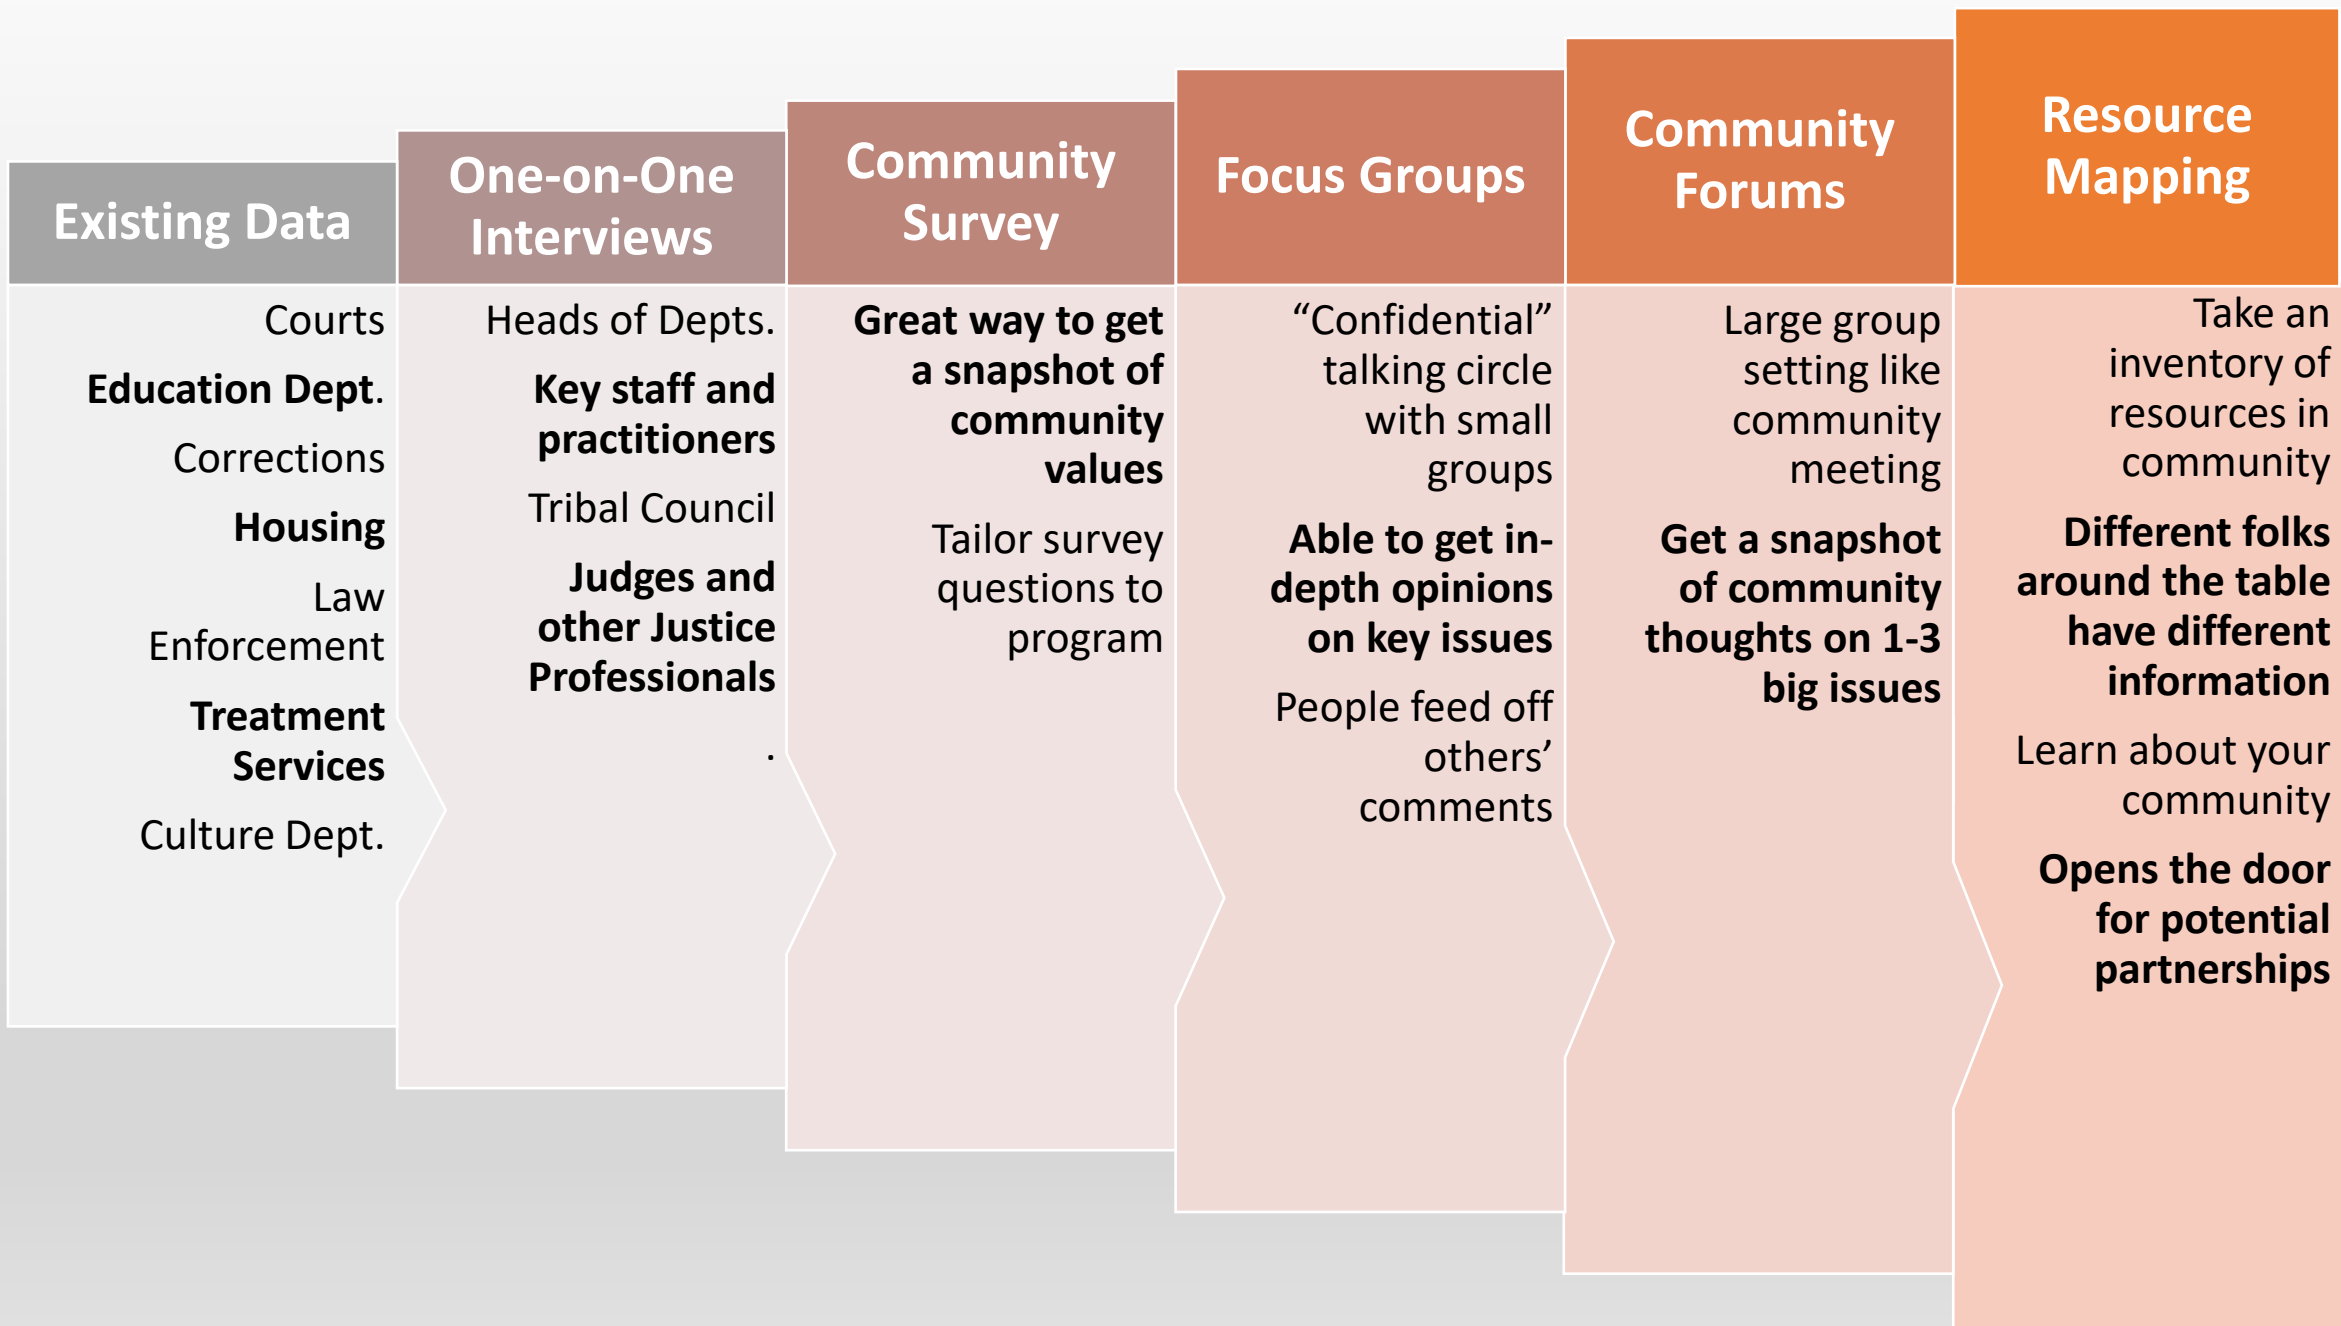 Existing Data
Courts
Education Dept.
Corrections
Housing
Law
Enforcement
Treatment
Services
Culture Dept.
One-on-One
Interviews
Heads of Depts.
Key staff and
practitioners
Tribal Council
Judges and
other Justice
Professionals
.
Community
Survey
Great way to get
a snapshot of
community
values
Tailor survey
questions to
program
Focus Groups
“Confidential”
talking circle
with small
groups
Able to get in-
depth opinions
on key issues
People feed off
others’
comments
Community
Forums
Large group
setting like
community
meeting
Get a snapshot
of community
thoughts on 1-3
big issues
Resource
Mapping
Take an
inventory of
resources in
community
Different folks
around the table
have different
information
Learn about your
community
Opens the door
for potential
partnerships